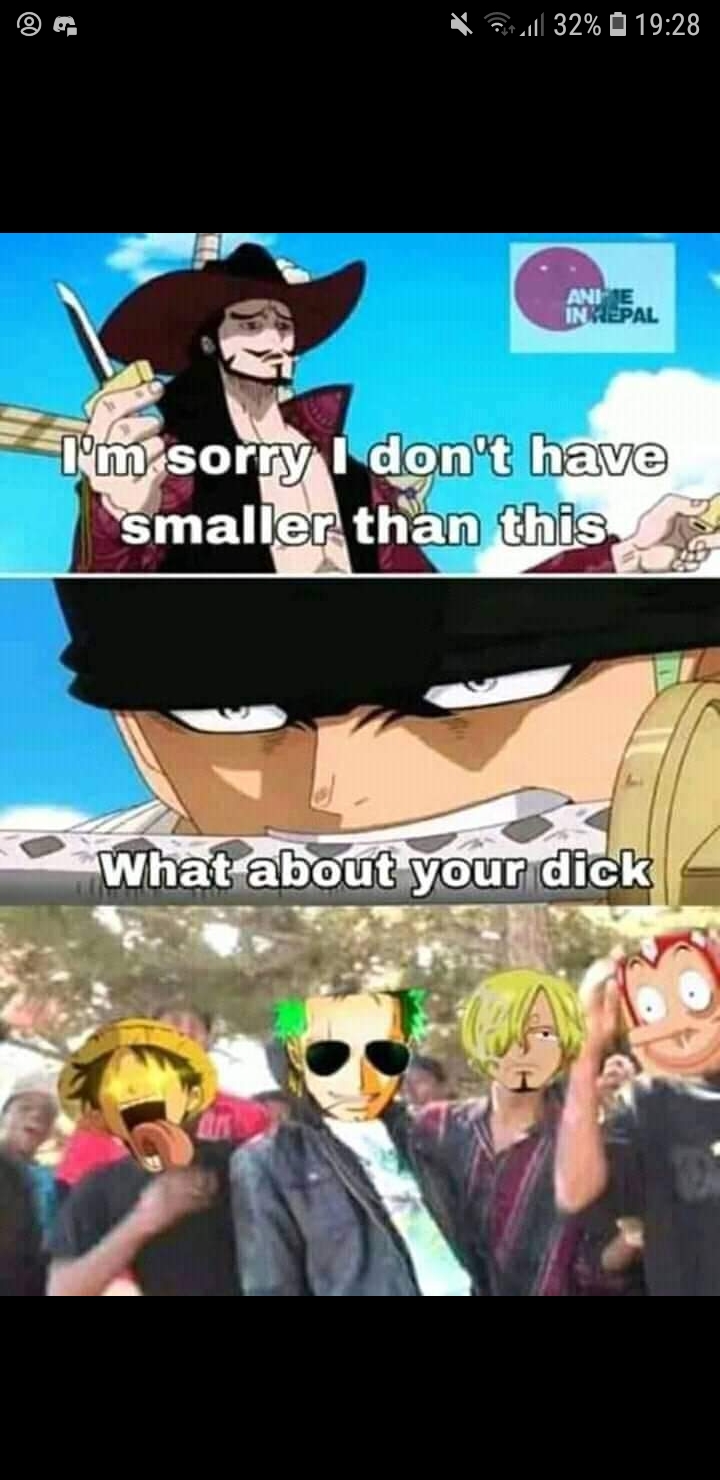 32% 19:28
ANIME
IN NEPAL
I'm sorry I don't have
smaller than this
What about your dick